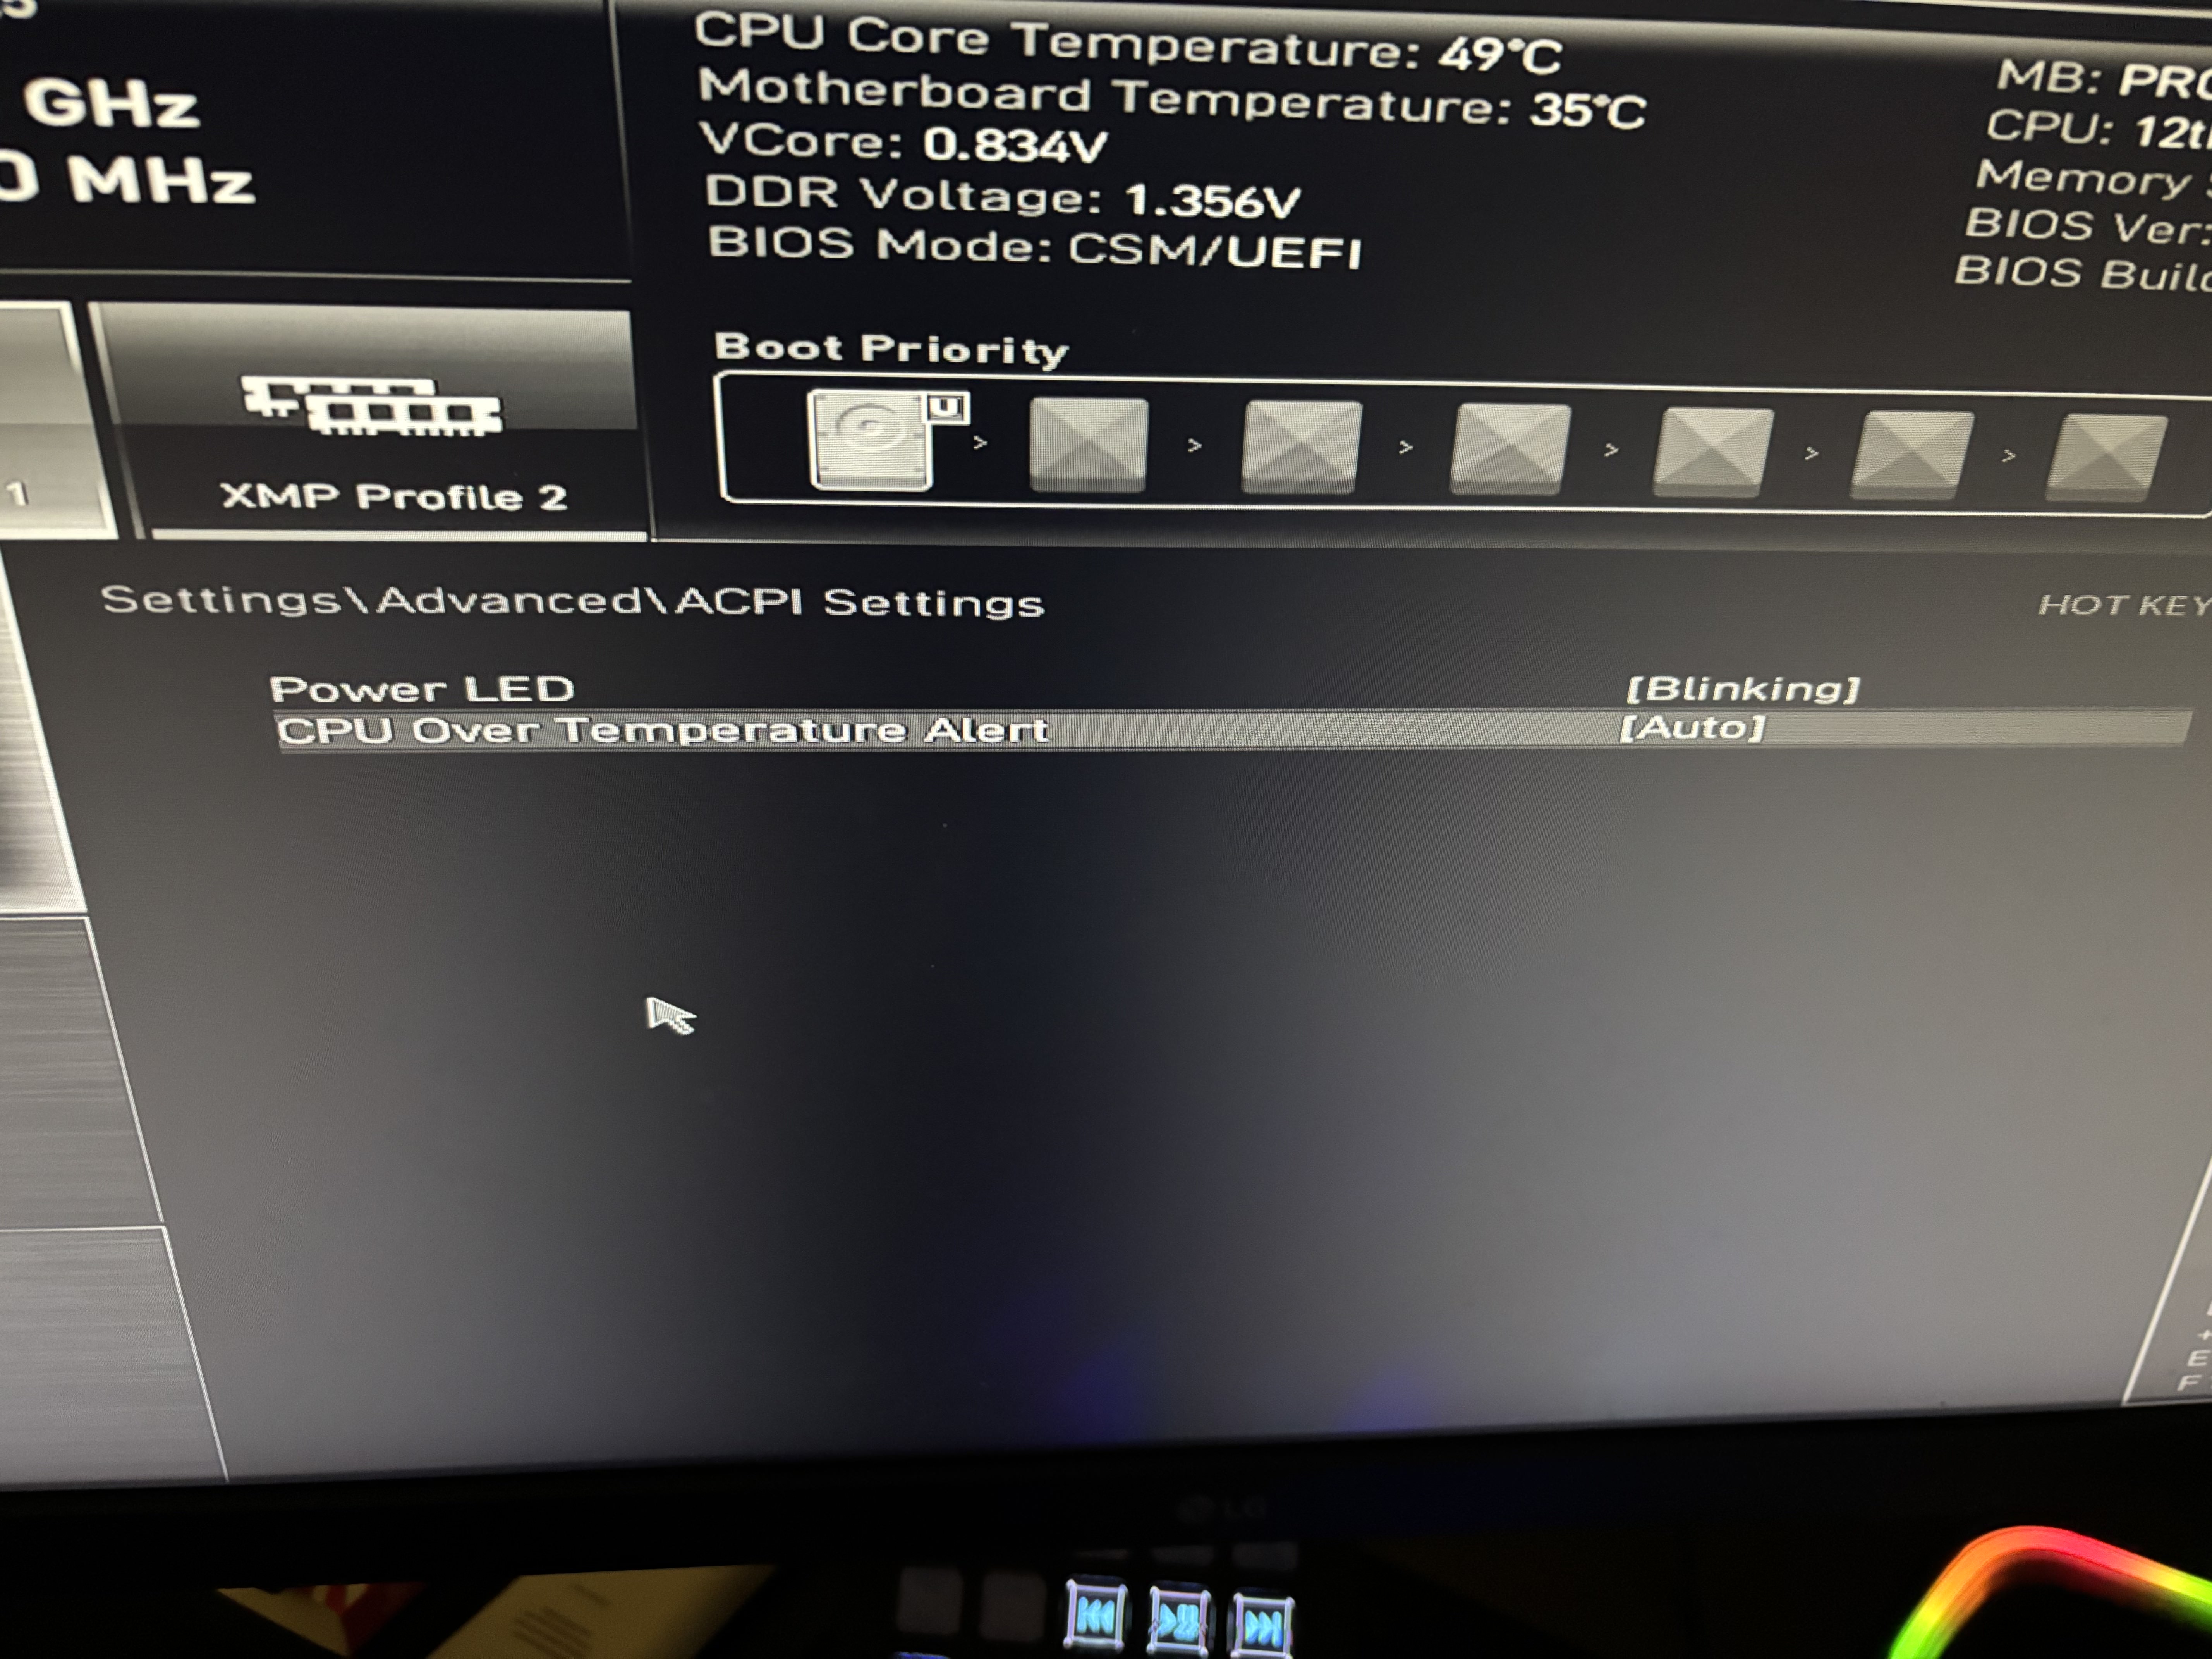 GHz
MHz
CPU Core Temperature: 49°C
Motherboard Temperature: 35°C
VCore: 0.834V
DDR Voltage: 1.356V
BIOS Mode: CSM/UEFI
MB:
CPU:
Memory
BIOS Ver:
BIOS
1
XMP Profile 2
Boot Priority
U
> > > > > >
Settings\Advanced\ACPI Settings
HOT KEY
Power LED [Blinking]
CPU Over Temperature Alert [Auto]
LG